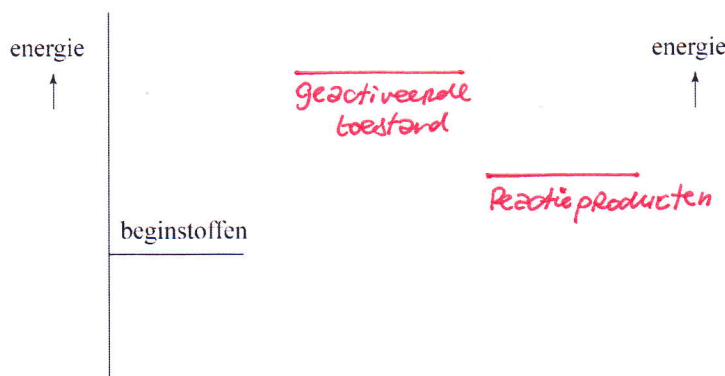 energie
energie
geactiveerde
toestand
Reactieproducten
beginstoffen